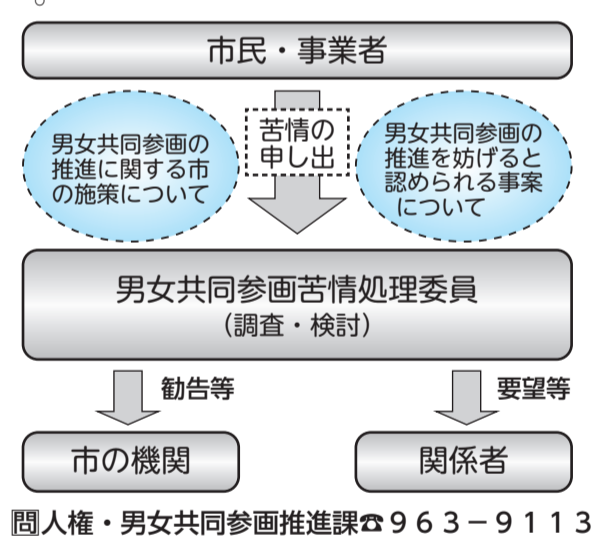 。
市民・事業者
男女共同参画の
推進に関する市
の施策について
苦情の
申し出
男女共同参画の
推進を妨げると
認められる事案
について
男女共同参画苦情処理委員
（調査・検討）
勧告等
要望等
市の機関
関係者
問人権・男女共同参画推進課☎９６３－９１１３